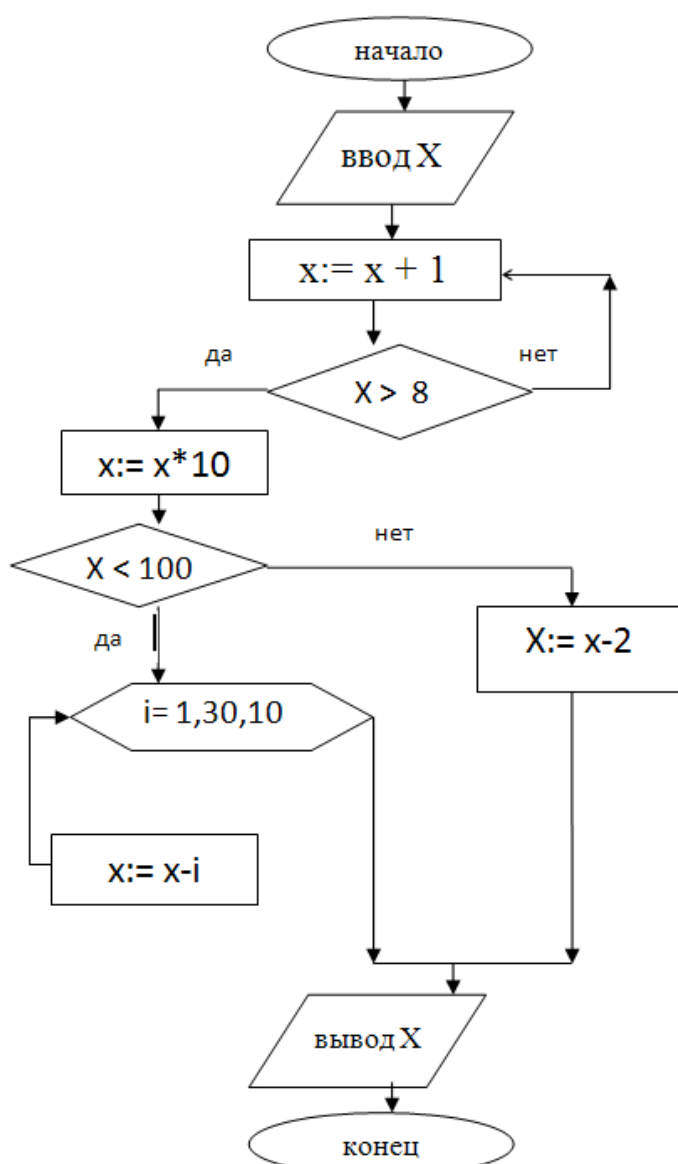 начало
ввод X
x:= x + 1
да
нет
X > 8
x:= x*10
нет
X < 100
да
X:= x-2
i= 1,30,10
x:= x-i
вывод X
конец